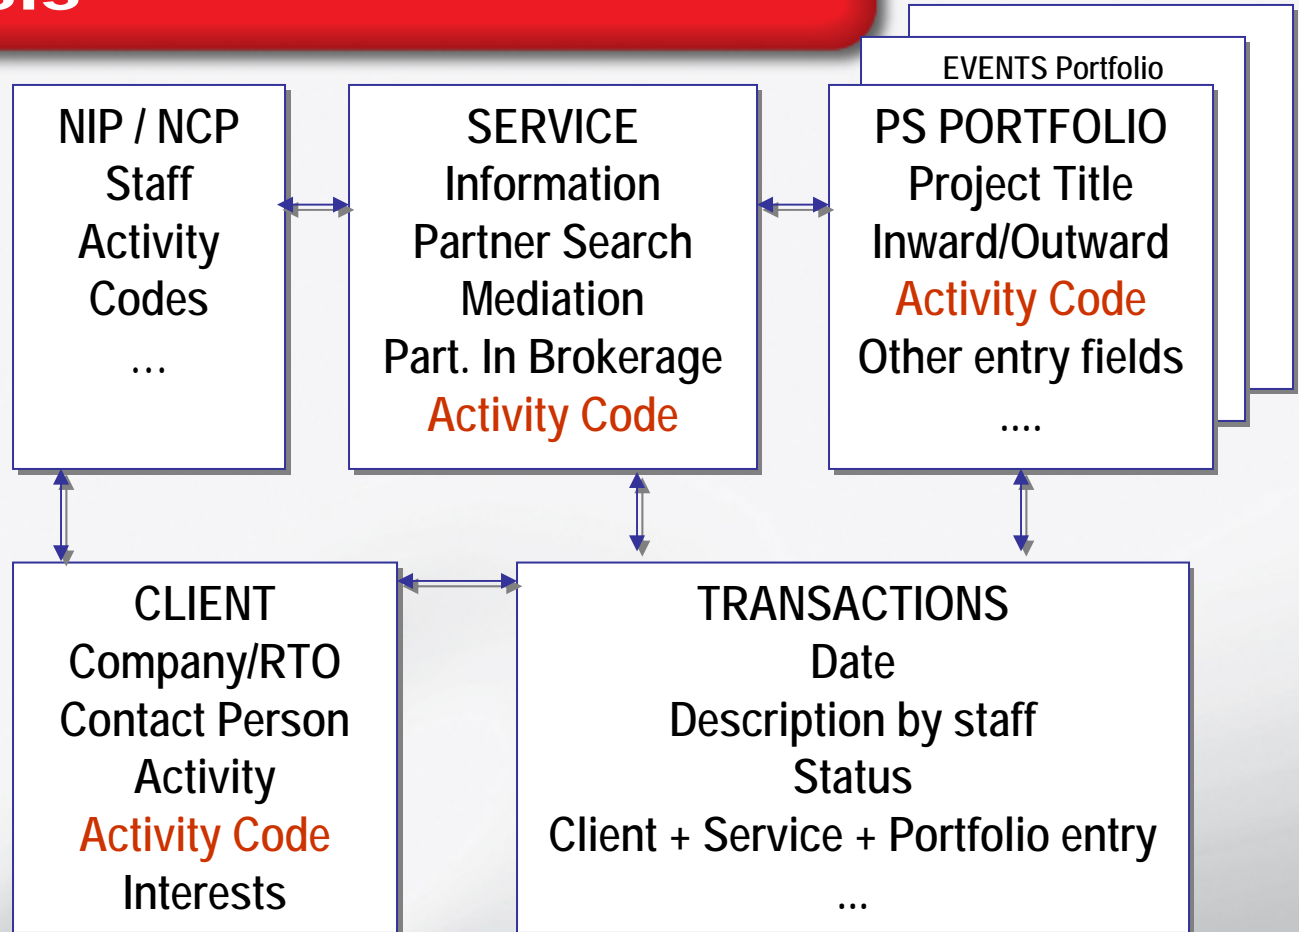 EVENTS Portfolio
NIP / NCP
Staff
Activity
Codes
...
SERVICE
Information
Partner Search
Mediation
Part. In Brokerage
Activity Code
PS PORTFOLIO
Project Title
Inward/Outward
Activity Code
Other entry fields
....
CLIENT
Company/RTO
Contact Person
Activity
Activity Code
Interests
TRANSACTIONS
Date
Description by staff
Status
Client + Service + Portfolio entry
...